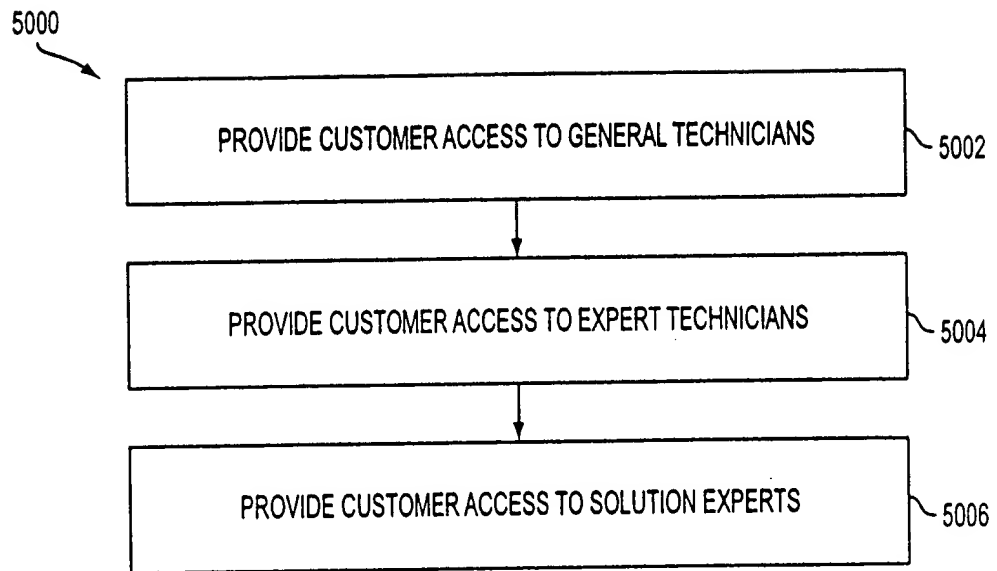 5000
PROVIDE CUSTOMER ACCESS TO GENERAL TECHNICIANS
5002
PROVIDE CUSTOMER ACCESS TO EXPERT TECHNICIANS
5004
PROVIDE CUSTOMER ACCESS TO SOLUTION EXPERTS
5006